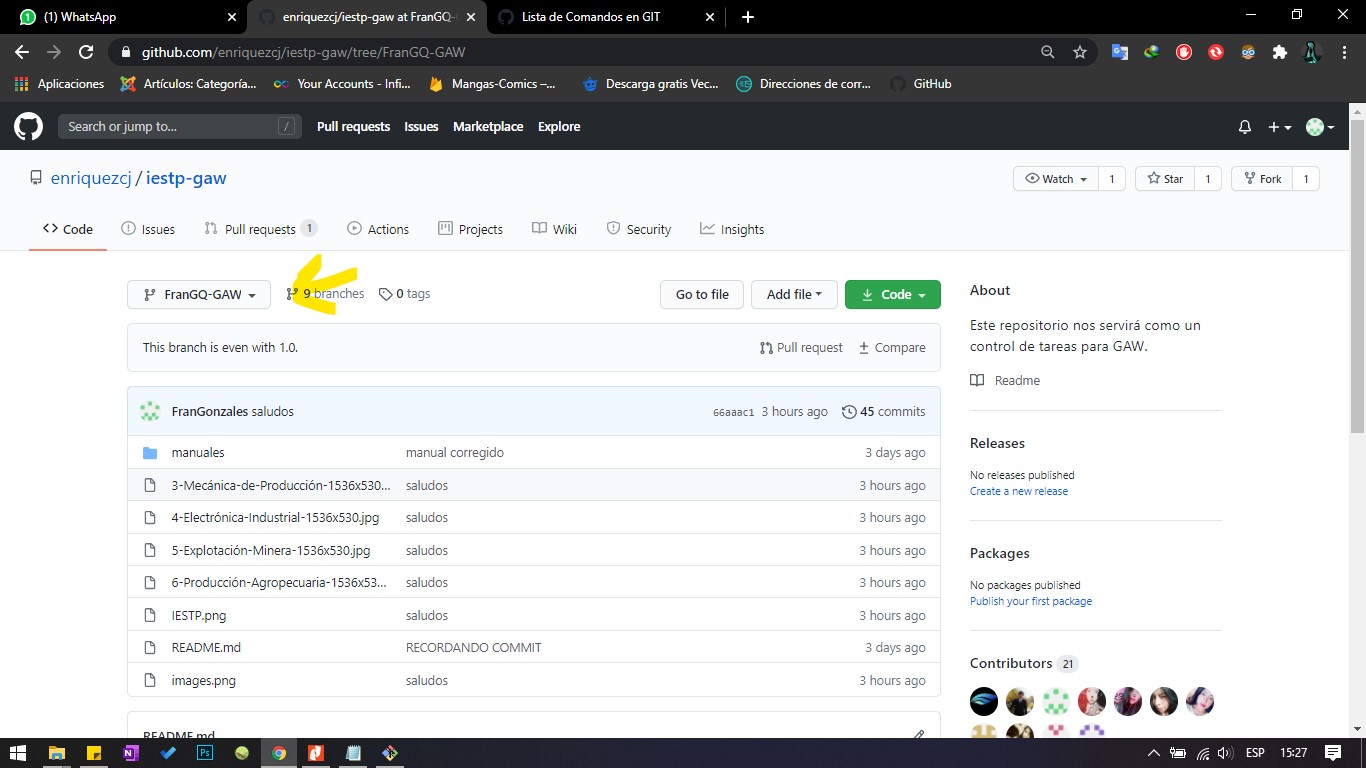 (1) WhatsApp
enriquezcj/iestp-gaw at FranGQ-
Lista de Comandos en GIT
github.com/enriquezcj/iestp-gaw/tree/FranGQ-GAW
Aplicaciones
Artículos: Categoría...
Your Accounts - Infi...
Mangas-Comics –...
Descarga gratis Vec...
Direcciones de corr...
GitHub
Search or jump to...
/
Pull requests
Issues
Marketplace
Explore
enriquezcj / iestp-gaw
Watch
1
Star
1
Fork
1
Code
Issues
Pull requests 1
Actions
Projects
Wiki
Security
Insights
FranGQ-GAW
9 branches
0 tags
Go to file
Add file
Code
This branch is even with 1.0.
Pull request
Compare
FranGonzales saludos
66aaac1 3 hours ago
45 commits
manuales
manual corregido
3 days ago
3-Mecánica-de-Producción-1536x530...
saludos
3 hours ago
4-Electrónica-Industrial-1536x530.jpg
saludos
3 hours ago
5-Explotación-Minera-1536x530.jpg
saludos
3 hours ago
6-Producción-Agropecuaria-1536x53...
saludos
3 hours ago
IESTP.png
saludos
3 hours ago
README.md
RECORDANDO COMMIT
3 days ago
images.png
saludos
3 hours ago
README.md
About
Este repositorio nos servirá como un
control de tareas para GAW.
Readme
Releases
No releases published
Create a new release
Packages
No packages published
Publish your first package
Contributors 21
ESP
15:27